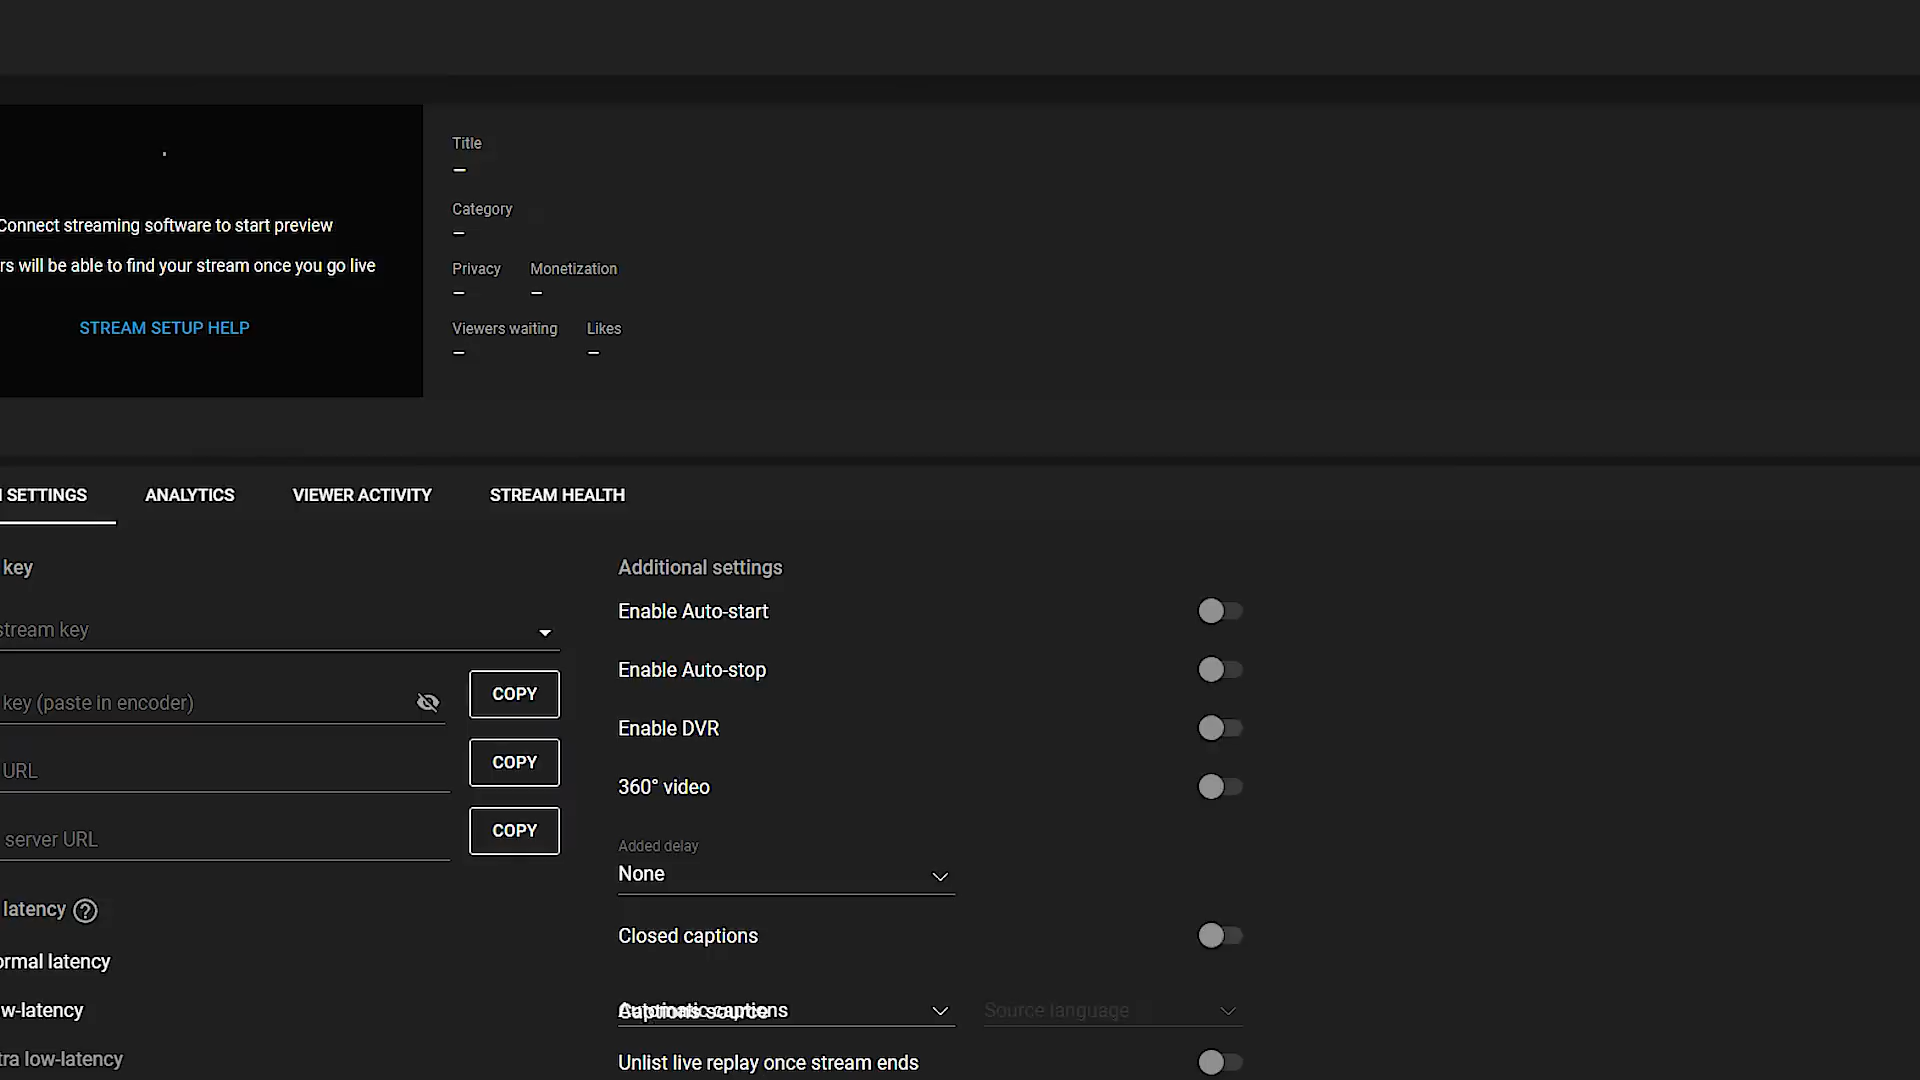 Connect streaming software to start preview
rs will be able to find your stream once you go live
STREAM SETUP HELP
Title
–
Category
–
Privacy Monetization
– –
Viewers waiting Likes
– –
SETTINGS ANALYTICS VIEWER ACTIVITY STREAM HEALTH
key
stream key
key (paste in encoder) COPY
URL COPY
server URL COPY
latency ?
ormal latency
w-latency
tra low-latency
Additional settings
Enable Auto-start
Enable Auto-stop
Enable DVR
360° video
Added delay
None
Closed captions
Automatic captions
Captions source
Source language
Unlist live replay once stream ends